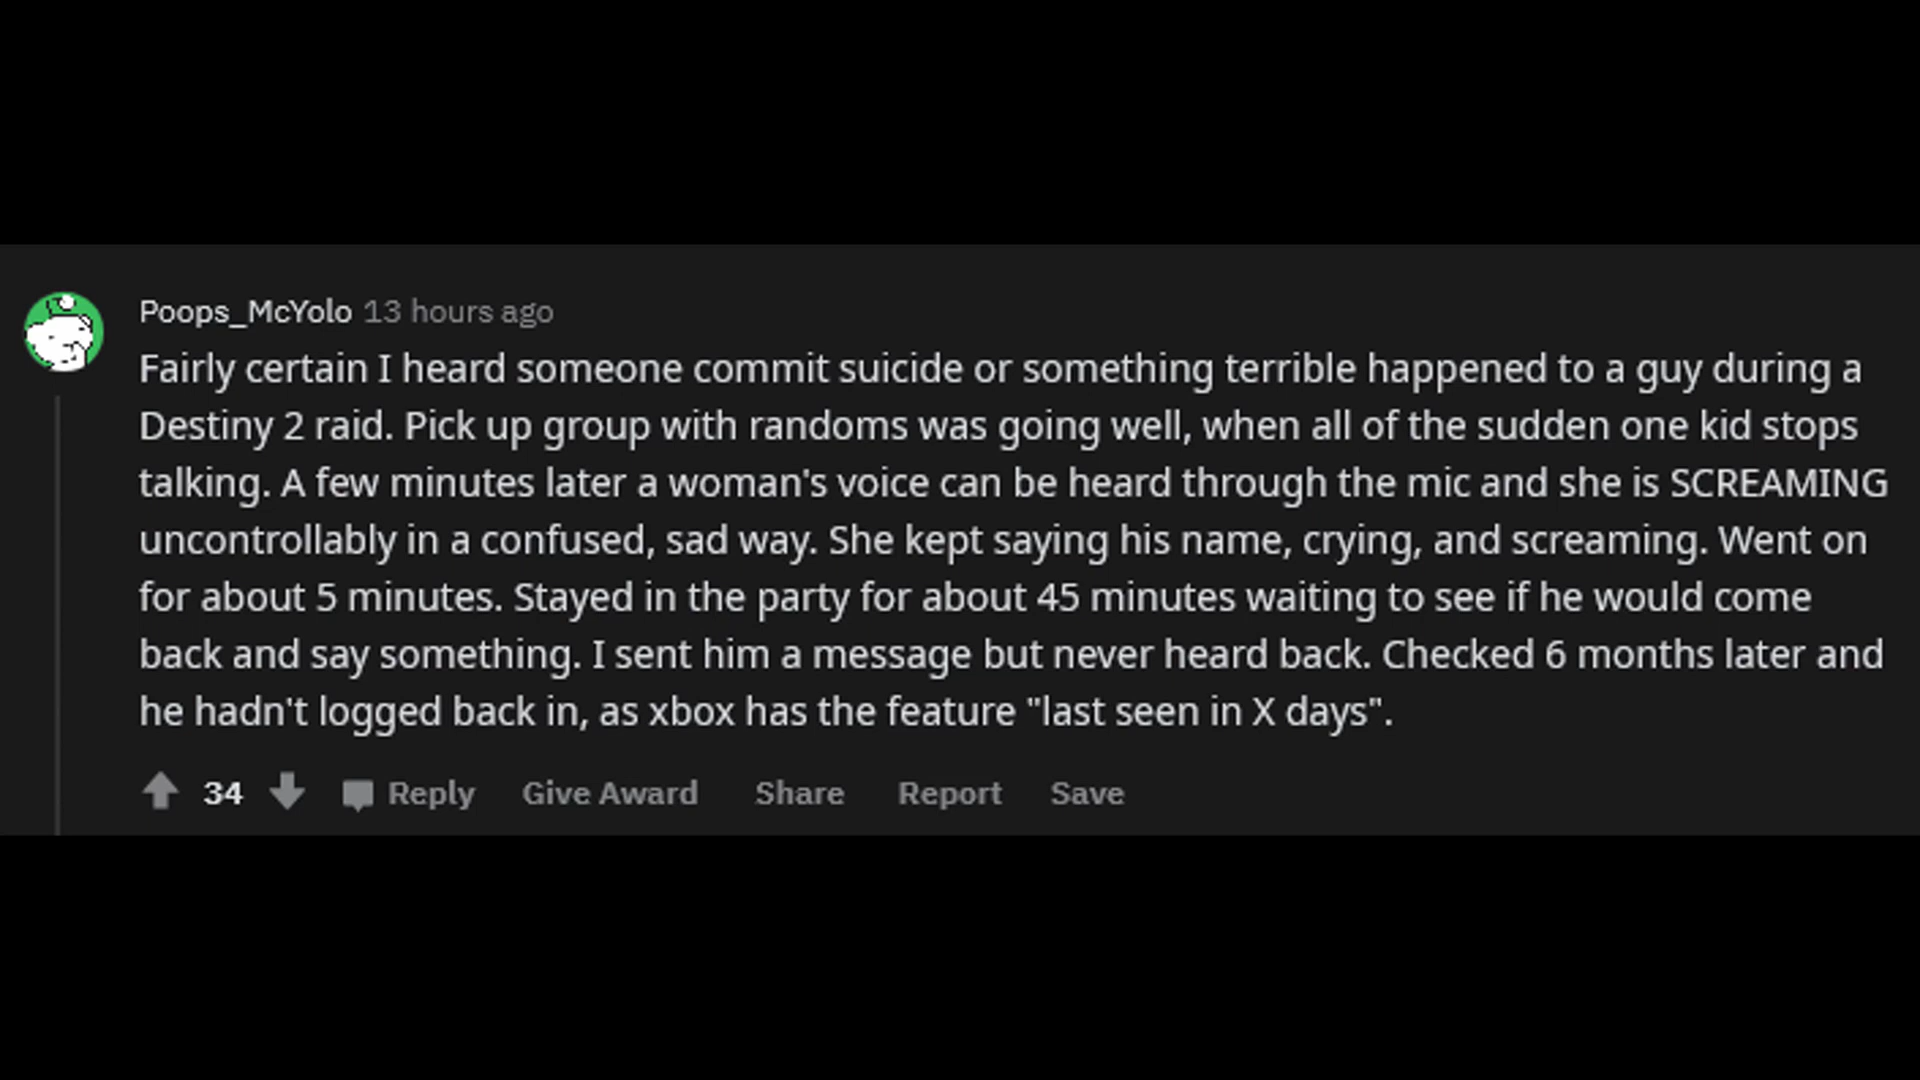 Poops_McYolo 13 hours ago
Fairly certain I heard someone commit suicide or something terrible happened to a guy during a
Destiny 2 raid. Pick up group with randoms was going well, when all of the sudden one kid stops
talking. A few minutes later a woman's voice can be heard through the mic and she is SCREAMING
uncontrollably in a confused, sad way. She kept saying his name, crying, and screaming. Went on
for about 5 minutes. Stayed in the party for about 45 minutes waiting to see if he would come
back and say something. I sent him a message but never heard back. Checked 6 months later and
he hadn't logged back in, as xbox has the feature "last seen in X days".
34 Reply Give Award Share Report Save